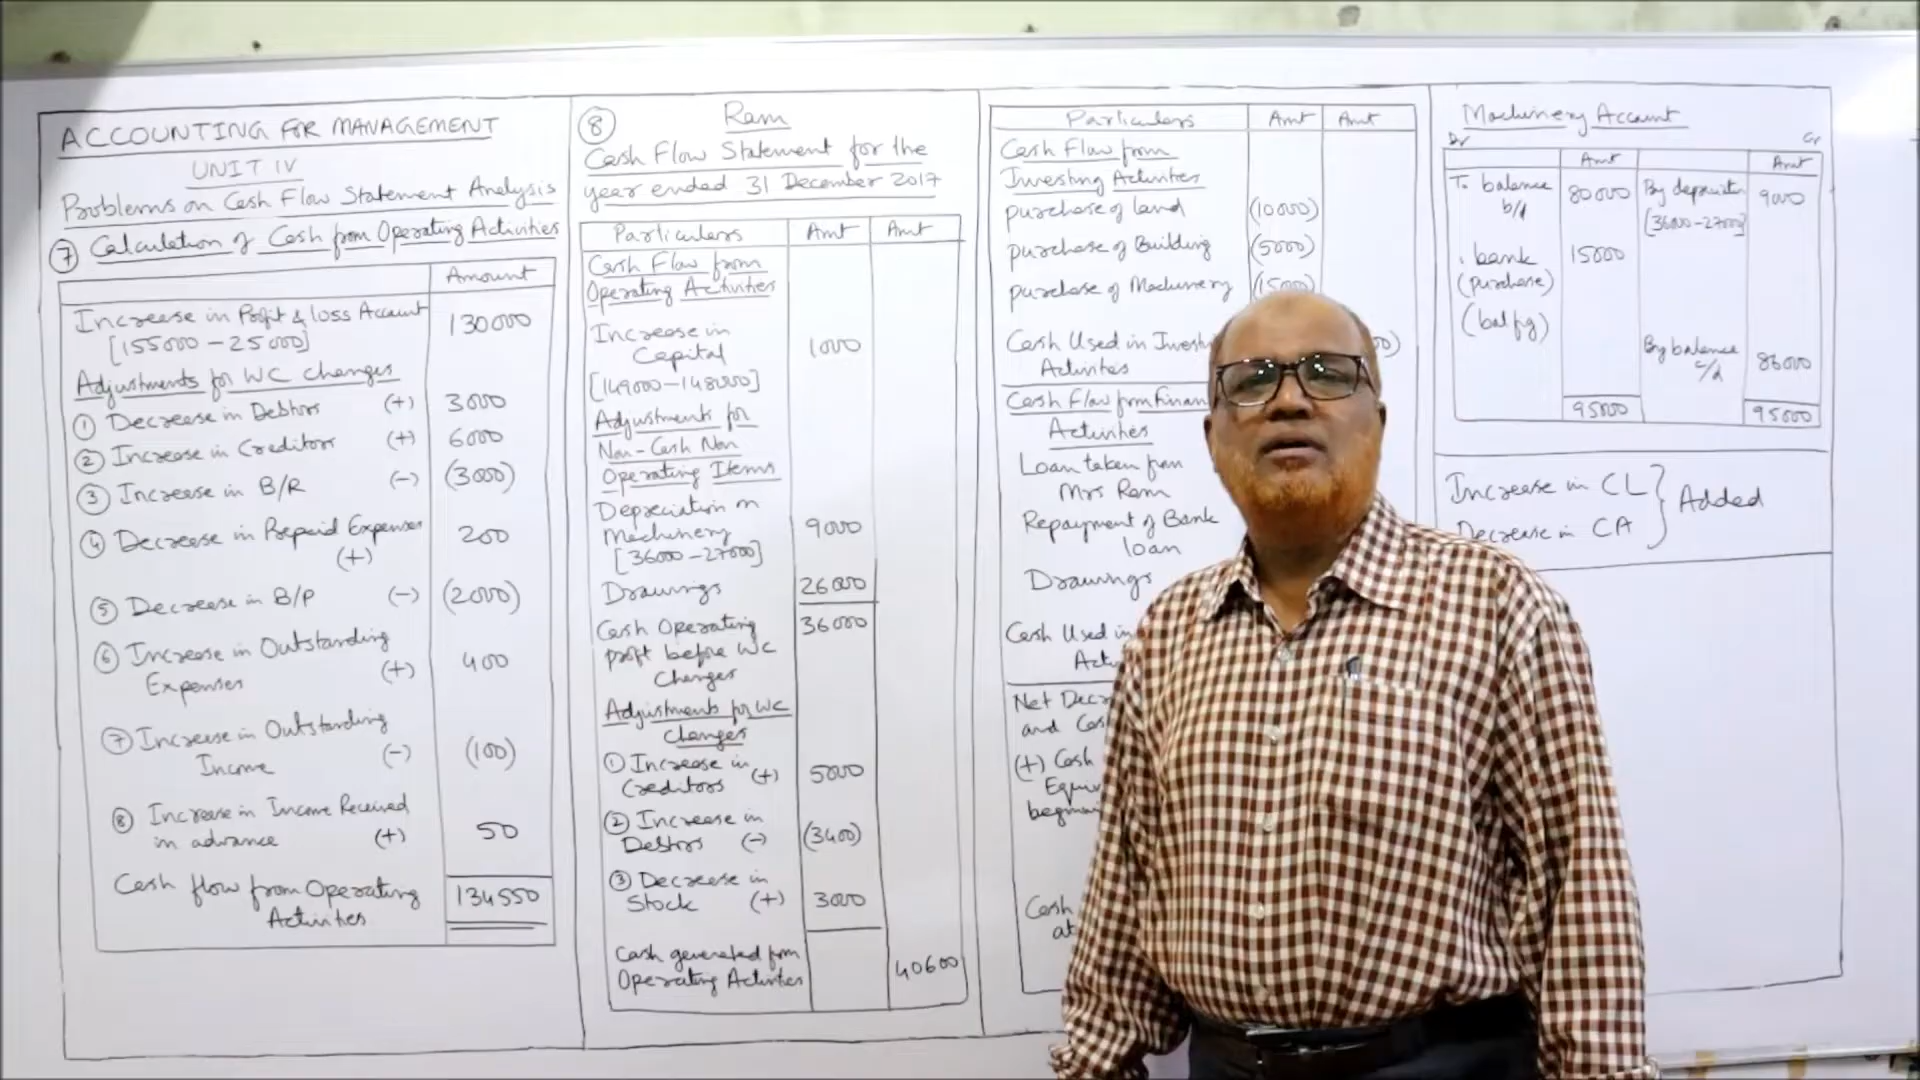 ACCOUNTING FOR MANAGEMENT
UNIT IV
Problems on Cash Flow Statement Analysis
⑦ Calculation of Cash from Operating Activities
Amount
Increase in Profit & loss Account 130000
[155000 - 25000]
Adjustments for WC Changes
① Decrease in Debtors (+) 3000
② Increase in Creditors (+) 6000
③ Increase in B/R (-) (3000)
④ Decrease in Prepaid Expenses 200
(+)
⑤ Decrease in B/P (-) (2000)
⑥ Increase in Outstanding
Expenses (+) 400
⑦ Increase in Outstanding
Income (-) (100)
⑧ Increase in Income Received
in advance (+) 50
Cash flow from Operating 134550
Activities
⑧ Ram
Cash Flow Statement for the
year ended 31 December 2017
Particulars Amt Amt
Cash Flow from
Operating Activities
Increase in
Capital 1000
[149000 - 148000]
Adjustments for
Non-Cash Non
Operating Items
Depreciation on
Machinery 9000
[36000 - 27000]
Drawings 26000
Cash Operating 36000
profit before WC
Changes
Adjustments for WC
Changes
① Increase in
Creditors (+) 5000
② Increase in
Debtors (-) (3400)
③ Decrease in
Stock (+) 3000
Cash generated from
Operating Activities 40600
Particulars Amt Amt
Cash Flow from
Investing Activities
purchase of land (10000)
purchase of Building (5000)
purchase of Machinery (15000)
Cash Used in
Activities
Cash Flow from
Activities
Loan taken from
Mrs Ram
Repayment of Bank
loan
Drawings
Cash Used in
Net
and
(+) Cash
Cash
at
Machinery Account
Dr Cr
Amt Amt
To balance 80000 By 9000
b/d [36000-27000]
bank 15000
(purchase)
(bal fig)
By balance 86000
c/d
95000 95000
Increase in CL } Added
Decrease in CA